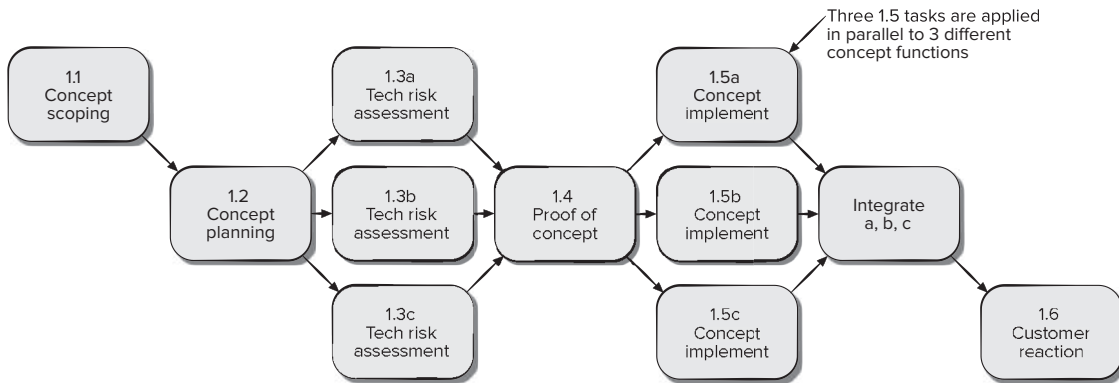 Three 1.5 tasks are applied
in parallel to 3 different
concept functions
1.1
Concept
scoping
1.2
Concept
planning
1.3a
Tech risk
assessment
1.3b
Tech risk
assessment
1.3c
Tech risk
assessment
1.4
Proof of
concept
1.5a
Concept
implement
1.5b
Concept
implement
1.5c
Concept
implement
Integrate
a, b, c
1.6
Customer
reaction